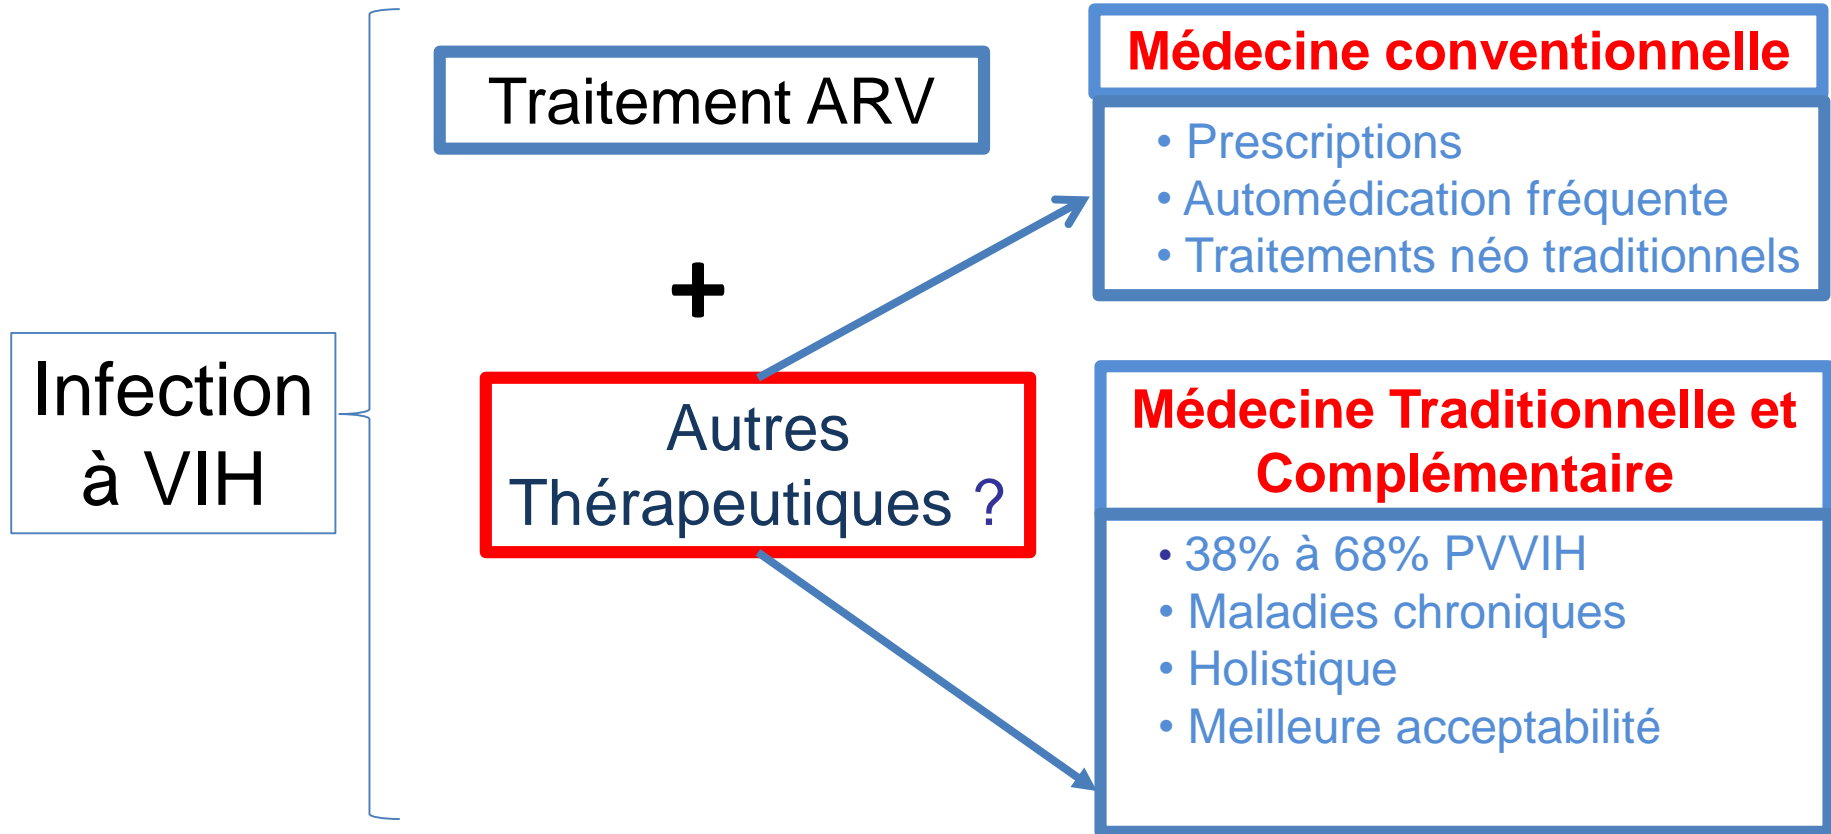 Infection
à VIH
Traitement ARV
+
Autres
Thérapeutiques ?
Médecine conventionnelle
• Prescriptions
• Automédication fréquente
• Traitements néo traditionnels
Médecine Traditionnelle et
Complémentaire
• 38% à 68% PVVIH
• Maladies chroniques
• Holistique
• Meilleure acceptabilité